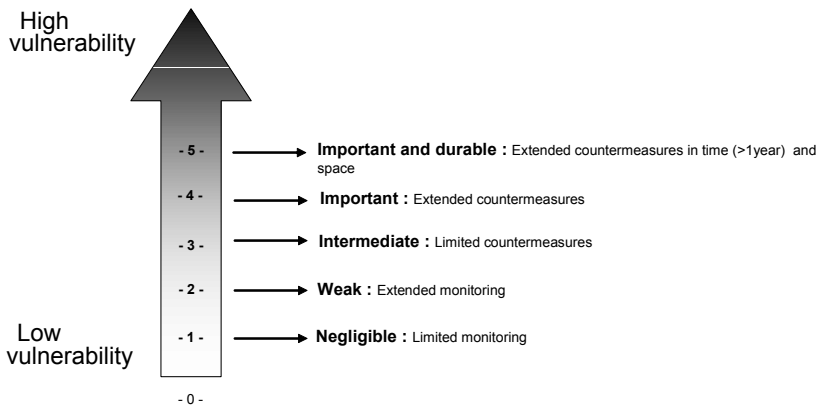 High
vulnerability
- 5 - Important and durable : Extended countermeasures in time (>1year) and
space
- 4 - Important : Extended countermeasures
- 3 - Intermediate : Limited countermeasures
- 2 - Weak : Extended monitoring
- 1 - Negligible : Limited monitoring
Low
vulnerability
- 0 -